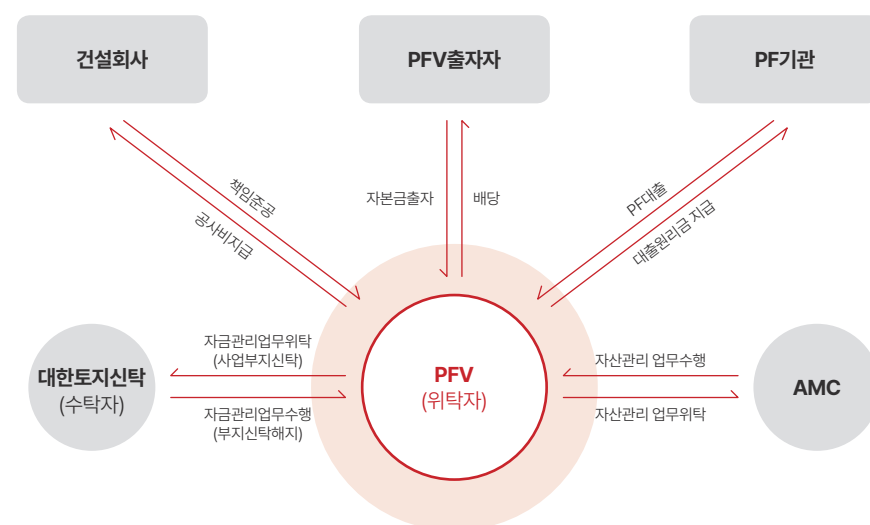 건설회사
PFV출자자
PF기관
책임준공
공사비지급
자본금출자
배당
PF대출
대출원리금 지급
자금관리업무위탁
(사업부지신탁)
대한토지신탁
(수탁자)
자금관리업무수행
(부지신탁해지)
PFV
(위탁자)
자산관리 업무수행
자산관리 업무위탁
AMC